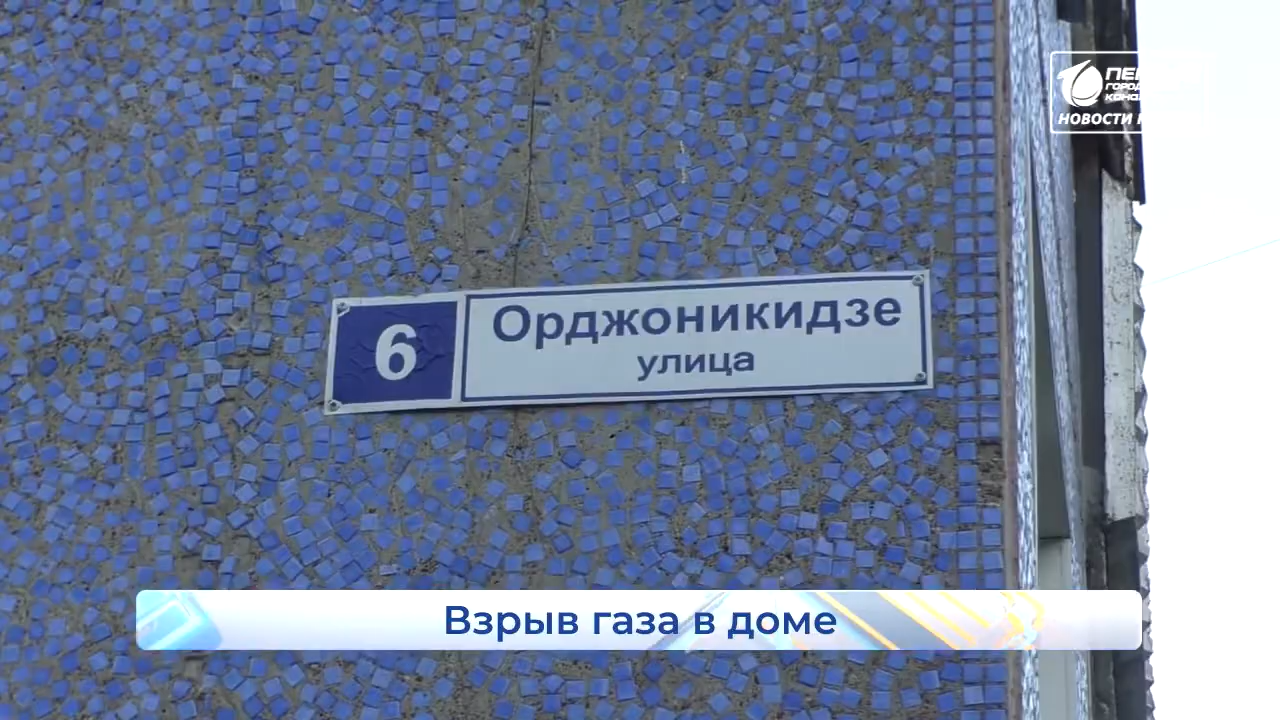 6
Орджоникидзе
улица
НОВОСТИ
Взрыв газа в доме